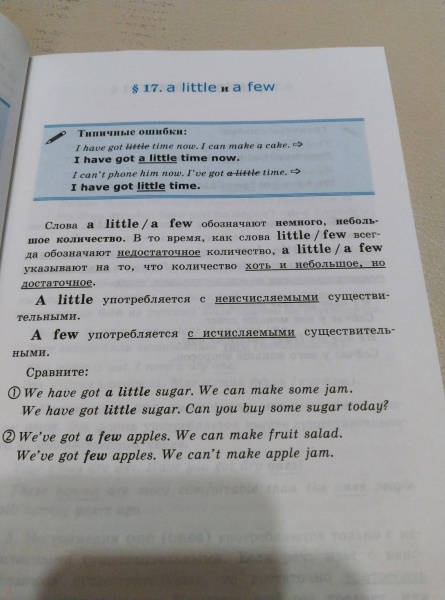 § 17. a little и a few
Типичные ошибки:
I have got little time now. I can make a cake. ⇨
I have got a little time now.
I can't phone him now. I've got a little time. ⇨
I have got little time.
Слова a little / a few обозначают немного, неболь-
шое количество. В то время, как слова little / few всег-
да обозначают недостаточное количество, a little / a few
указывают на то, что количество хоть и небольшое, но
достаточное.
A little употребляется с неисчисляемыми существи-
тельными.
A few употребляется с исчисляемыми существитель-
ными.
Сравните:
① We have got a little sugar. We can make some jam.
We have got little sugar. Can you buy some sugar today?
② We've got a few apples. We can make fruit salad.
We've got few apples. We can't make apple jam.